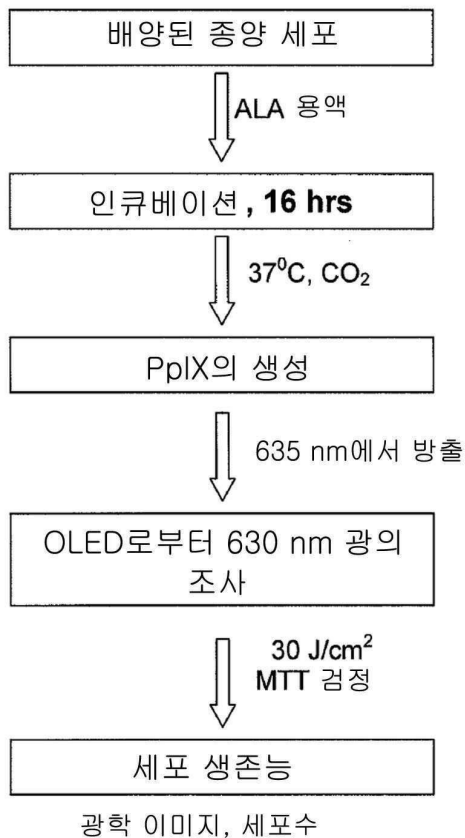 배양된 종양 세포
ALA 용액
인큐베이션, 16 hrs
37⁰C, CO₂
PpIX의 생성
635 nm에서 방출
OLED로부터 630 nm 광의
조사
30 J/cm²
MTT 검정
세포 생존능
광학 이미지, 세포수